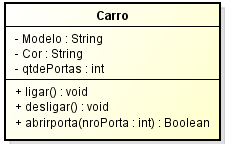 Carro
- Modelo : String
- Cor : String
- qtdePortas : int
+ ligar() : void
+ desligar() : void
+ abrirporta(nroPorta : int) : Boolean